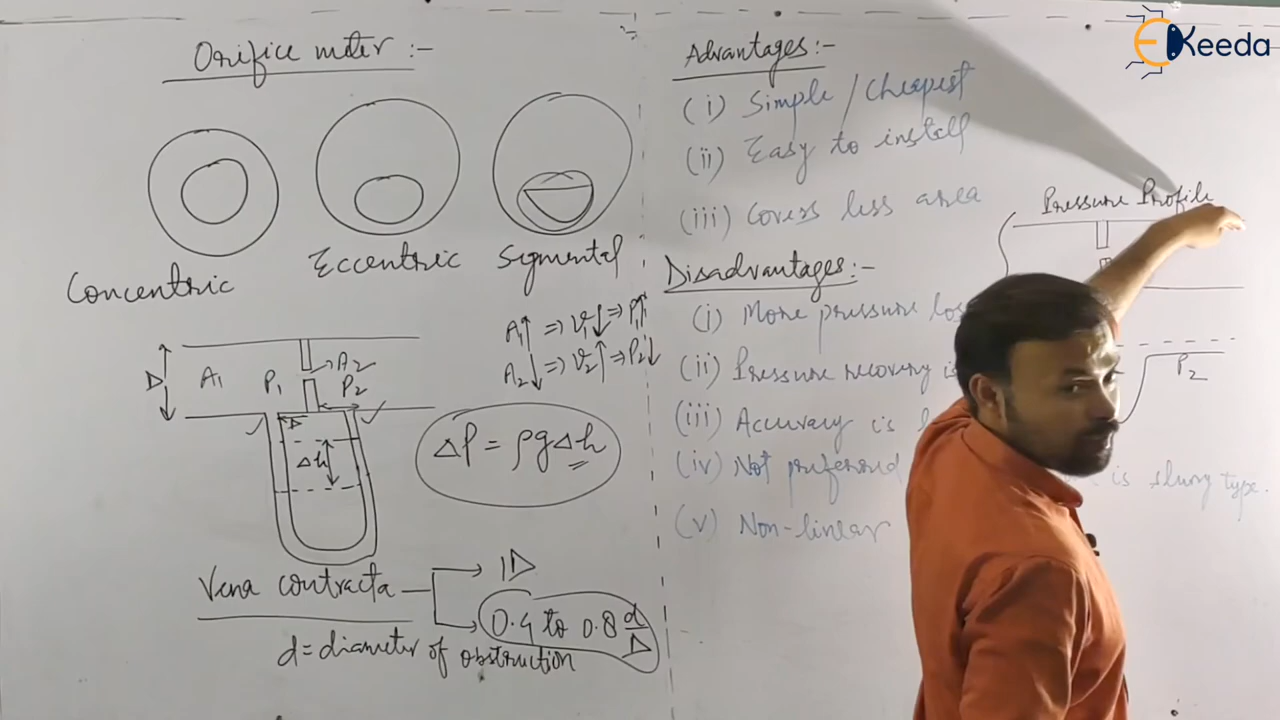 Orifice meter :-
Concentric
Eccentric
Segmental
A₁↑ ⇒ v₁↓ ⇒ P₁↑
A₂↓ ⇒ v₂↑ ⇒ P₂↓
D
A₁
P₁
A₂
P₂
D
Δh
ΔP = ρgΔh
Vena contracta
1D
0.4 to 0.8 d/D
d = diameter of obstruction
Advantages :-
(i) Simple / Cheapest
(ii) Easy to install
(iii) Covers less area
Disadvantages :-
(i) More pressure
(ii) Pressure recovery
(iii) Accuracy is
(iv) Not preferred is slurry type.
(v) Non-linear
Pressure Profile
P₂
EKeeda